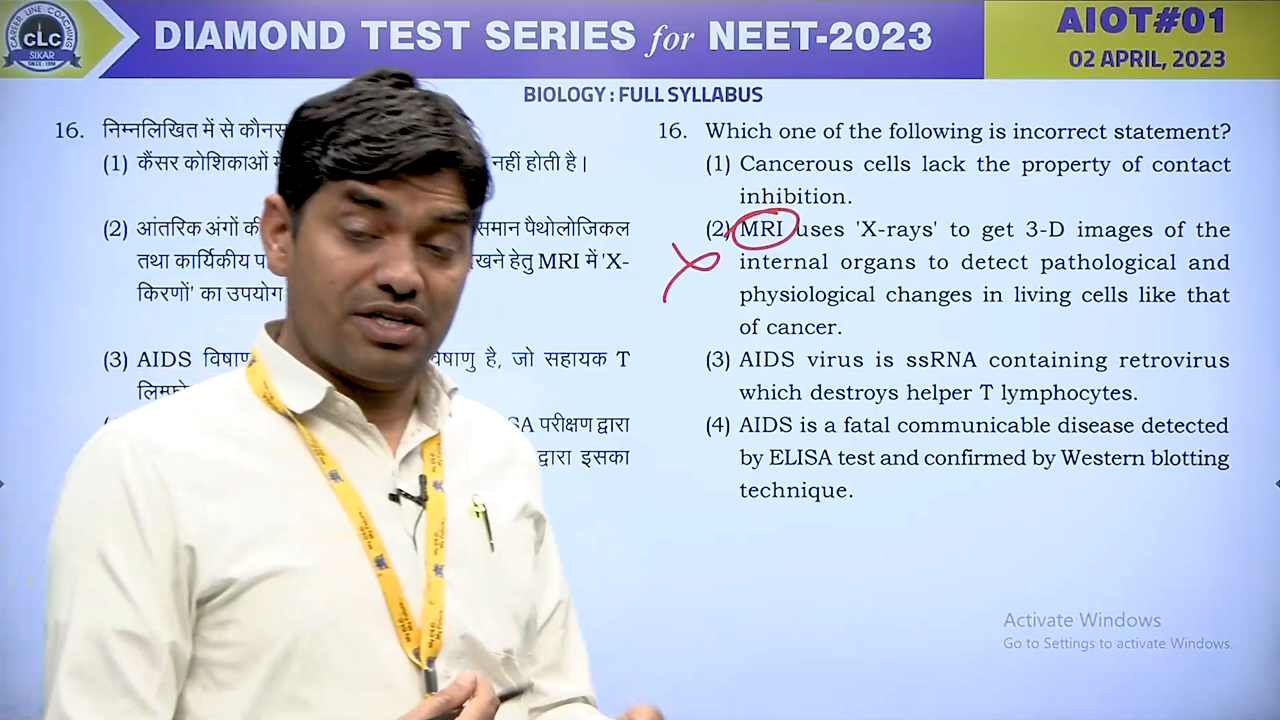 CAREER LINE COACHING
CLC
SIKAR
DIAMOND TEST SERIES for NEET-2023
AIOT#01
02 APRIL, 2023
BIOLOGY : FULL SYLLABUS
16. निम्नलिखित में से
(1) कैंसर कोशिकाओं नहीं होती है।
(2) आंतरिक अंगों की समान पैथोलोजिकल
तथा कार्यिकीय हेतु MRI में 'X-
किरणों' का उपयोग
(3) AIDS है, जो सहायक T
परीक्षण द्वारा
द्वारा इसका
16. Which one of the following is incorrect statement?
(1) Cancerous cells lack the property of contact
inhibition.
(2) MRI uses 'X-rays' to get 3-D images of the
internal organs to detect pathological and
physiological changes in living cells like that
of cancer.
(3) AIDS virus is ssRNA containing retrovirus
which destroys helper T lymphocytes.
(4) AIDS is a fatal communicable disease detected
by ELISA test and confirmed by Western blotting
technique.
Activate Windows
Go to Settings to activate Windows.